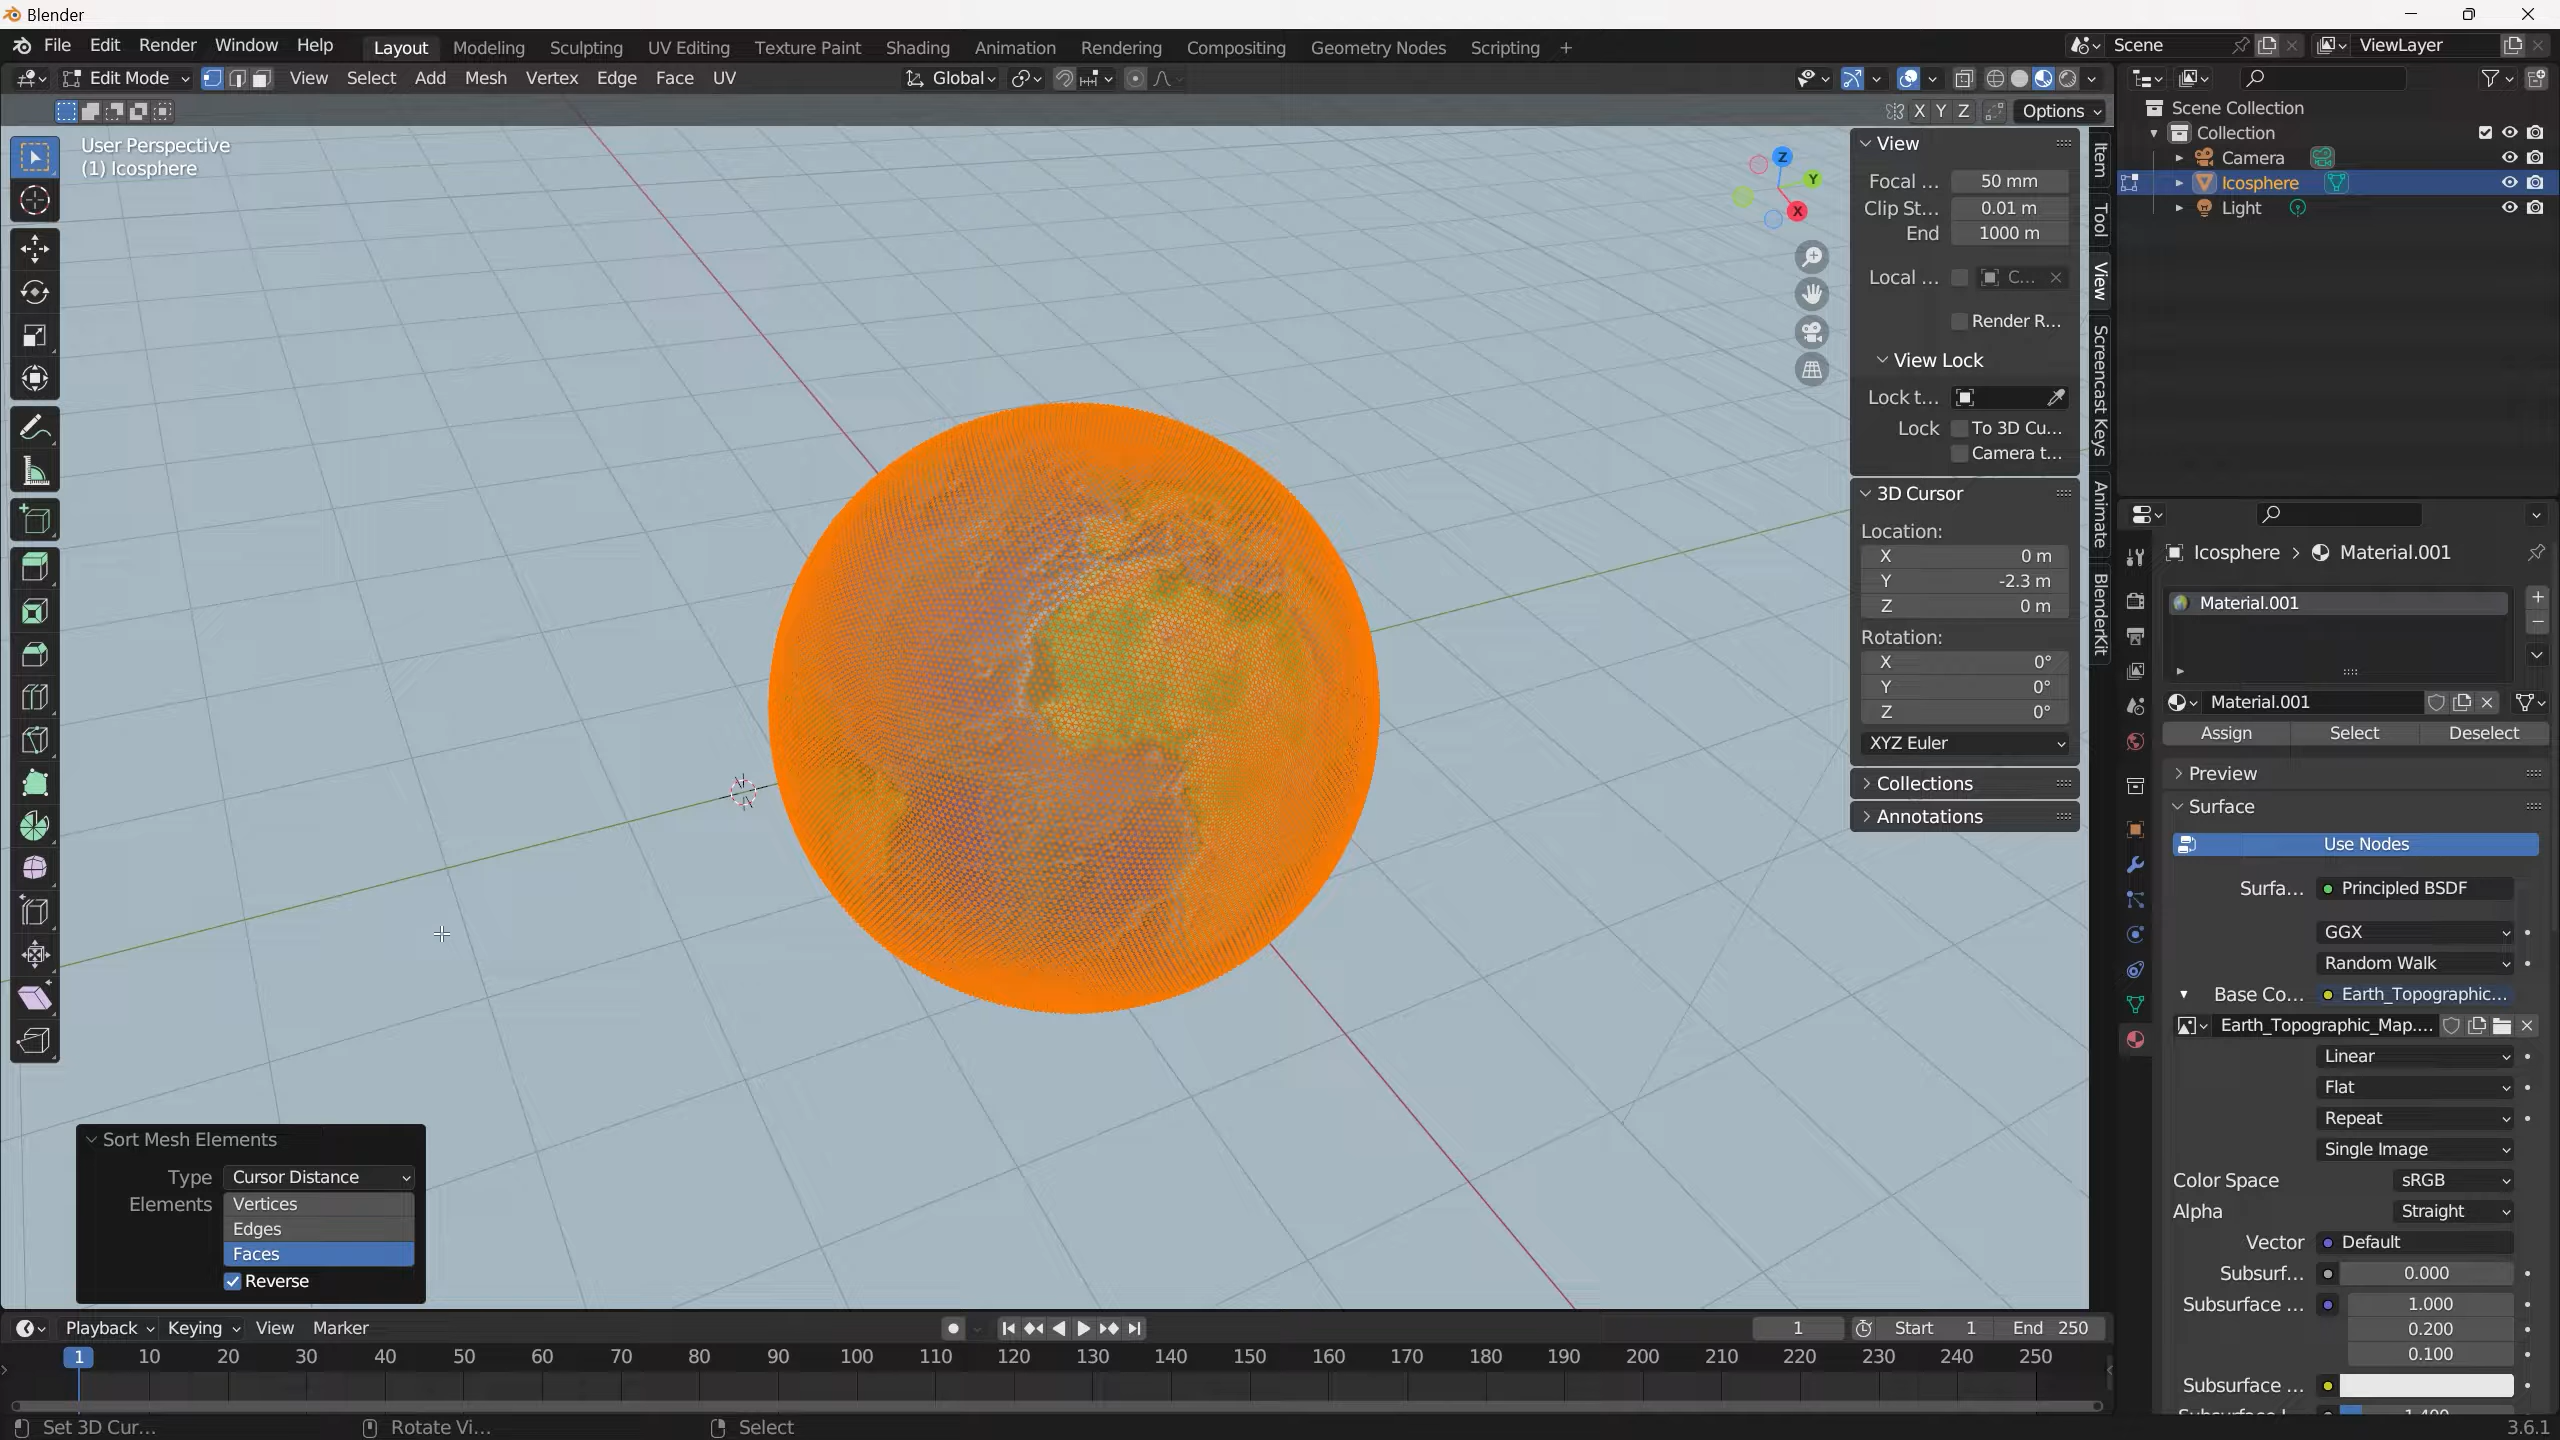 Blender
File Edit Render Window Help Layout Modeling Sculpting UV Editing Texture Paint Shading Animation Rendering Compositing Geometry Nodes Scripting + Scene ViewLayer
Edit Mode View Select Add Mesh Vertex Edge Face UV Global
X Y Z Options
User Perspective
(1) Icosphere
Z
Y
X
View
Focal ... 50 mm
Clip St... 0.01 m
End 1000 m
Local ... C...
Render R...
View Lock
Lock t...
Lock To 3D Cu...
Camera t...
3D Cursor
Location:
X 0 m
Y -2.3 m
Z 0 m
Rotation:
X 0°
Y 0°
Z 0°
XYZ Euler
Collections
Annotations
Item
Tool
View
Screencast Keys
Animate
BlenderKit
Scene Collection
Collection
Camera
Icosphere
Light
Icosphere > Material.001
Material.001
Material.001
Assign Select Deselect
Preview
Surface
Use Nodes
Surfa... Principled BSDF
GGX
Random Walk
Base Co... Earth_Topographic...
Earth_Topographic_Map....
Linear
Flat
Repeat
Single Image
Color Space sRGB
Alpha Straight
Vector Default
Subsurf... 0.000
Subsurface ... 1.000
0.200
0.100
Subsurface ...
Sort Mesh Elements
Type Cursor Distance
Elements Vertices
Edges
Faces
Reverse
Playback Keying View Marker 1 Start 1 End 250
1 10 20 30 40 50 60 70 80 90 100 110 120 130 140 150 160 170 180 190 200 210 220 230 240 250
Set 3D Cur... Rotate Vi... Select 3.6.1